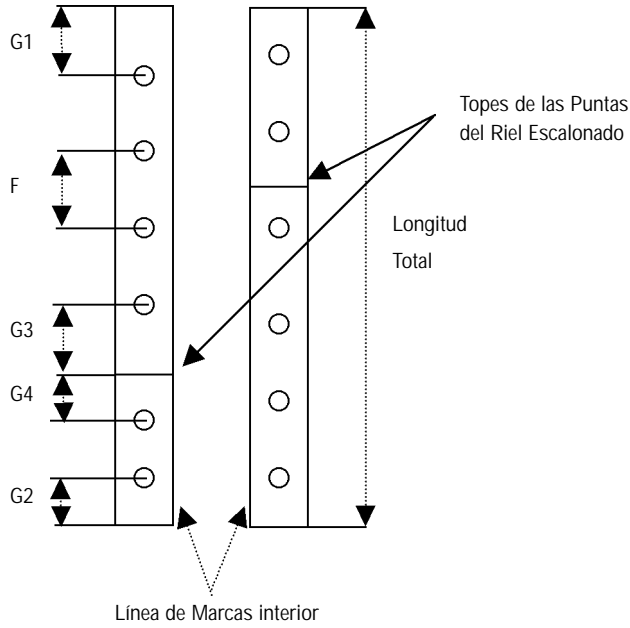 G1
F
G3
G4
G2
Topes de las Puntas
del Riel Escalonado
Longitud
Total
Línea de Marcas interior